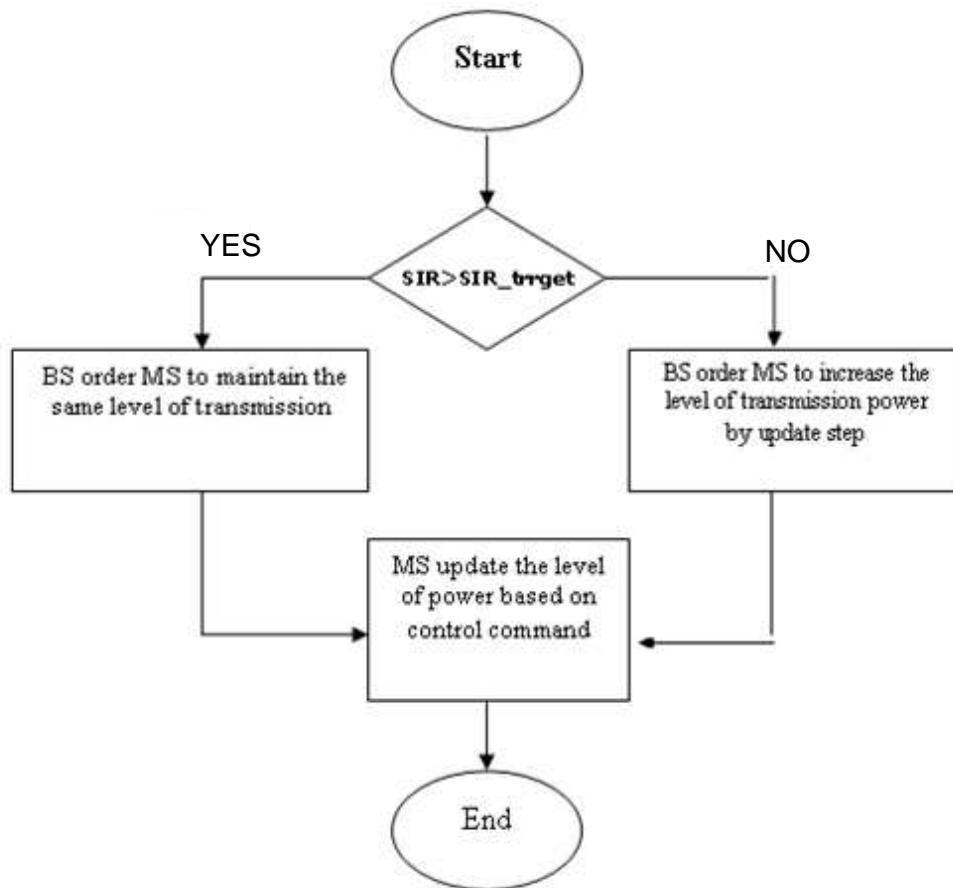 Start
YES
NO
SIR>SIR_trrget
BS order MS to maintain the
same level of transmission
BS order MS to increase the
level of transmission power
by update step
MS update the level
of power based on
control command
End